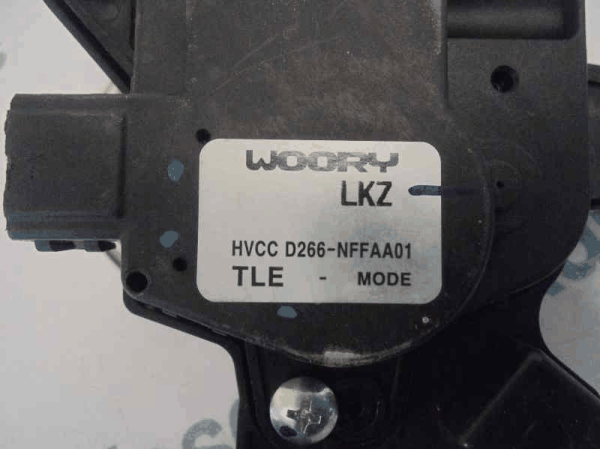 WOORY
LKZ
HVCC D266-NFFAA01
TLE - MODE